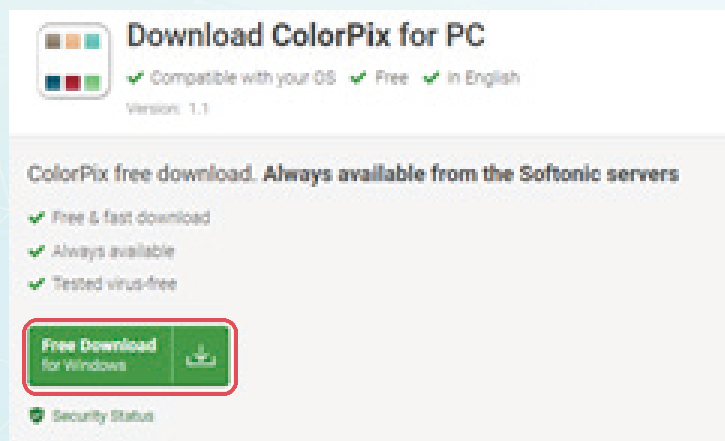 Download ColorPix for PC
Compatible with your OS Free in English
Version: 1.1
ColorPix free download. Always available from the Softonic servers
Free & fast download
Always available
Tested virus-free
Free Download
for Windows
Security Status